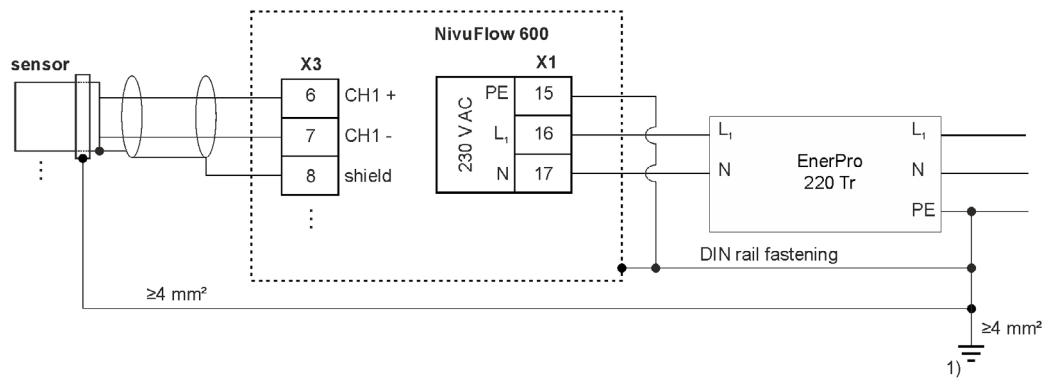 NivuFlow 600
sensor
X3
X1
6 CH1 +
7 CH1 -
8 shield
⋮
⋮
230 V AC
PE 15
L₁ 16
N 17
L₁ L₁
EnerPro
220 Tr
N N
PE
DIN rail fastening
≥4 mm²
≥4 mm²
1)